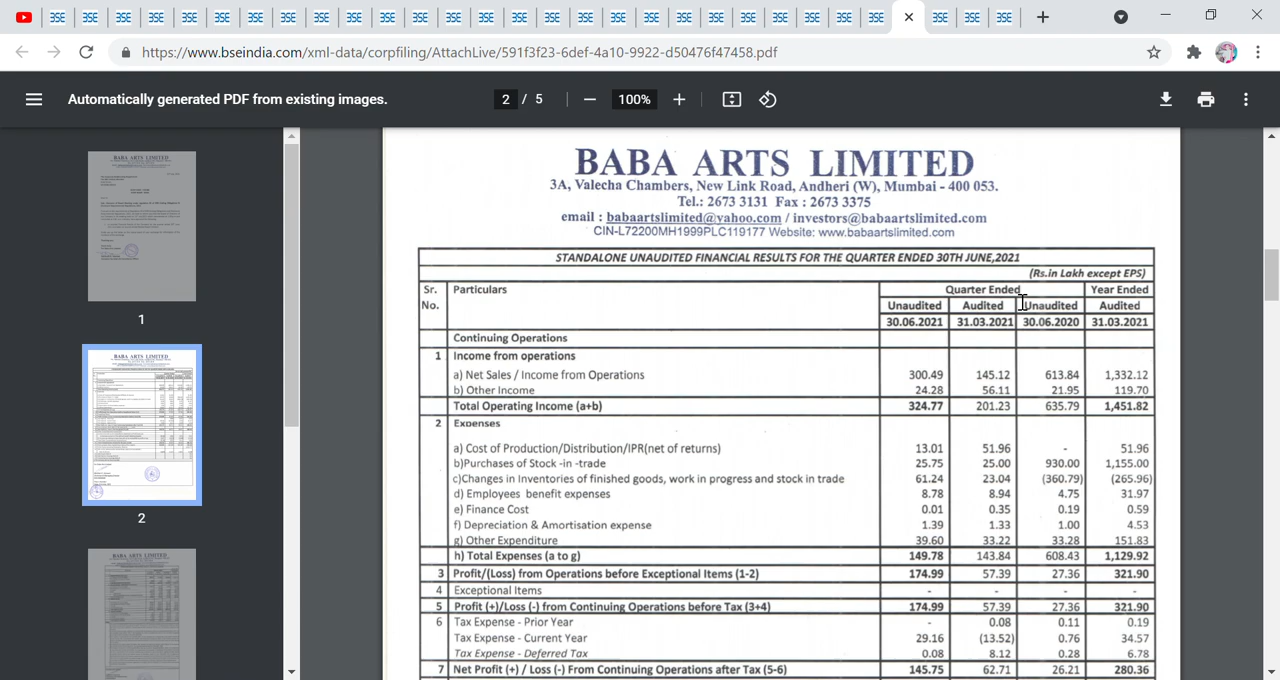 https://www.bseindia.com/xml-data/corpfiling/AttachLive/591f3f23-6def-4a10-9922-d50476f47458.pdf
Automatically generated PDF from existing images.
2 / 5
100%
1
2
BABA ARTS LIMITED
3A, Valecha Chambers, New Link Road, Andheri (W), Mumbai - 400 053.
Tel.: 2673 3131 Fax : 2673 3375
email : babaartslimited@yahoo.com / investors@babaartslimited.com
CIN-L72200MH1999PLC119177 Website: www.babaartslimited.com
STANDALONE UNAUDITED FINANCIAL RESULTS FOR THE QUARTER ENDED 30TH JUNE,2021
(Rs.in Lakh except EPS)
Sr. Particulars Quarter Ended Year Ended
No. Unaudited Audited Unaudited Audited
30.06.2021 31.03.2021 30.06.2020 31.03.2021
Continuing Operations
1 Income from operations
a) Net Sales / Income from Operations 300.49 145.12 613.84 1,332.12
b) Other Income 24.28 56.11 21.95 119.70
Total Operating Income (a+b) 324.77 201.23 635.79 1,451.82
2 Expenses
a) Cost of Production/Distribution/IPR(net of returns) 13.01 51.96 - 51.96
b)Purchases of Stock -in -trade 25.75 25.00 930.00 1,155.00
c)Changes in Inventories of finished goods, work in progress and stock in trade 61.24 23.04 (360.79) (265.96)
d) Employees benefit expenses 8.78 8.94 4.75 31.97
e) Finance Cost 0.01 0.35 0.19 0.59
f) Depreciation & Amortisation expense 1.39 1.33 1.00 4.53
g) Other Expenditure 39.60 33.22 33.28 151.83
h) Total Expenses (a to g) 149.78 143.84 608.43 1,129.92
3 Profit/(Loss) from Operations before Exceptional Items (1-2) 174.99 57.39 27.36 321.90
4 Exceptional Items - - - -
5 Profit (+)/Loss (-) from Continuing Operations before Tax (3+4) 174.99 57.39 27.36 321.90
6 Tax Expense - Prior Year - 0.08 0.11 0.19
Tax Expense - Current Year 29.16 (13.52) 0.76 34.57
Tax Expense - Deferred Tax 0.08 8.12 0.28 6.78
7 Net Profit (+) / Loss (-) From Continuing Operations after Tax (5-6) 145.75 62.71 26.21 280.36